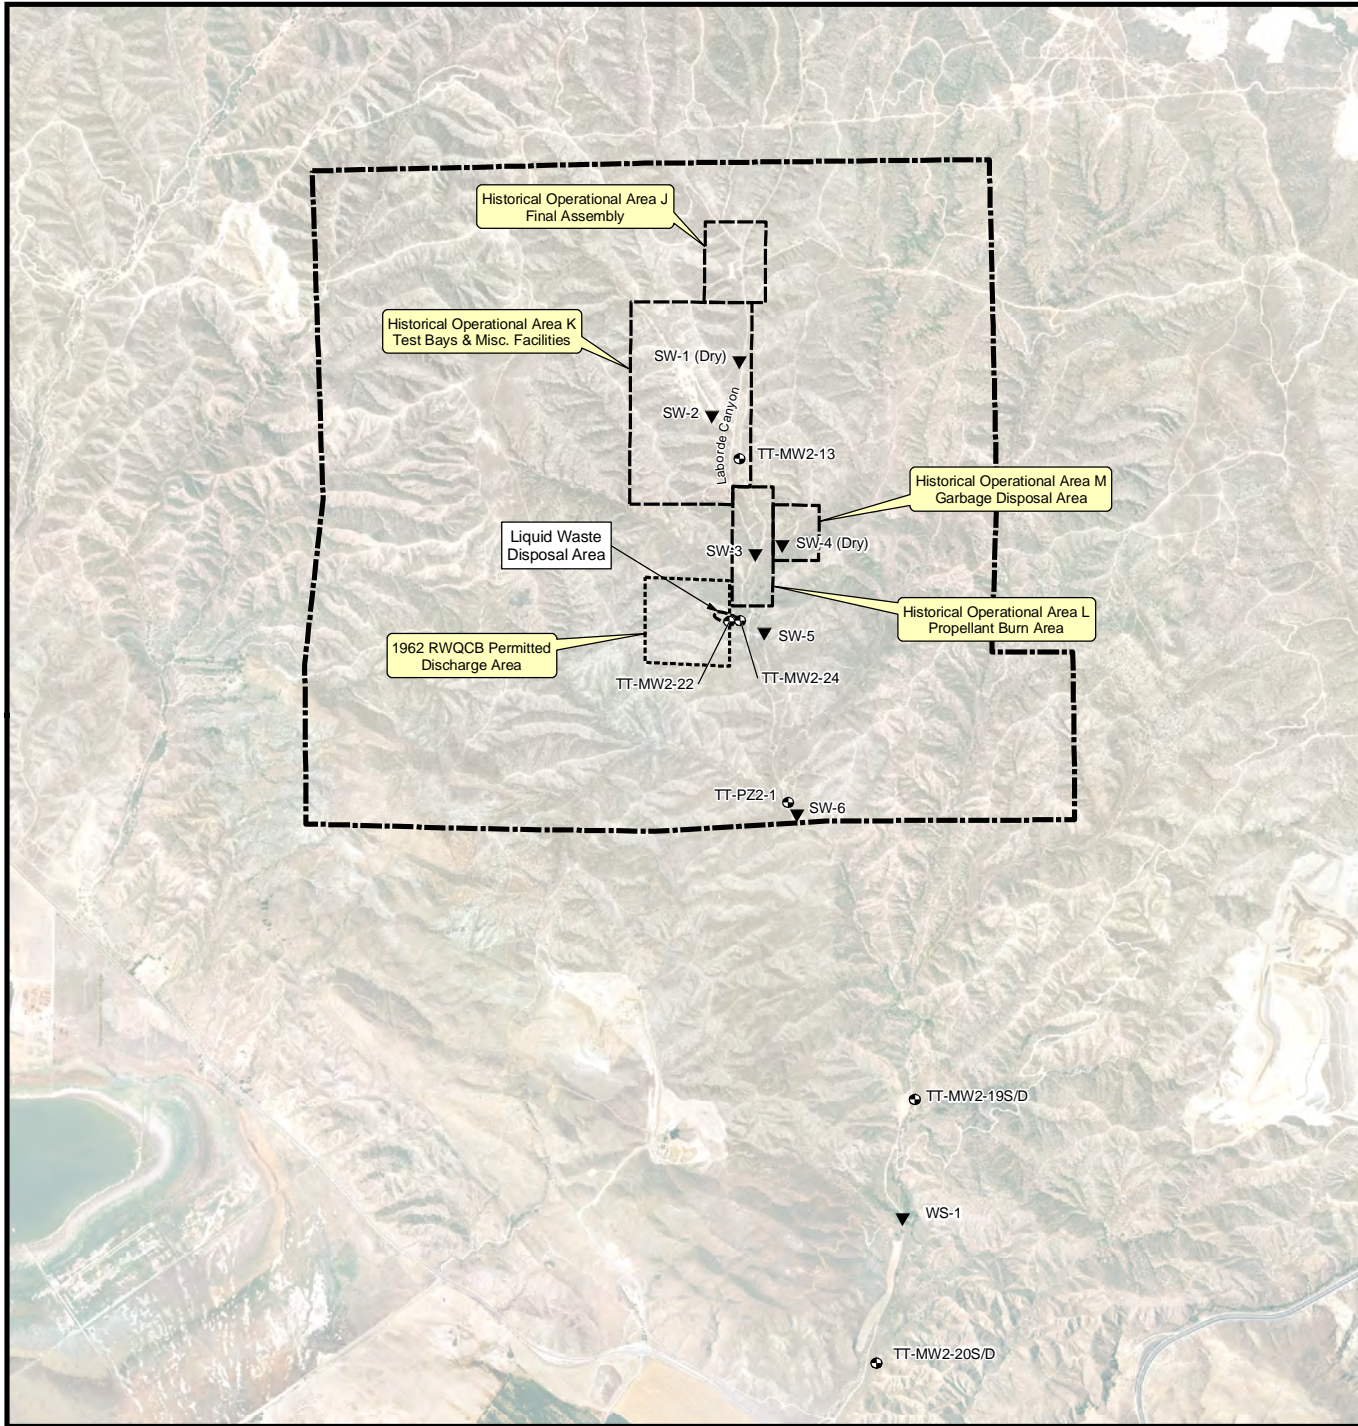 Historical Operational Area J
Final Assembly
Historical Operational Area K
Test Bays & Misc. Facilities
SW-1 (Dry)
SW-2
Laborde Canyon
TT-MW2-13
Historical Operational Area M
Garbage Disposal Area
Liquid Waste
Disposal Area
SW-3
SW-4 (Dry)
Historical Operational Area L
Propellant Burn Area
1962 RWQCB Permitted
Discharge Area
SW-5
TT-MW2-22
TT-MW2-24
TT-PZ2-1
SW-6
TT-MW2-19S/D
WS-1
TT-MW2-20S/D